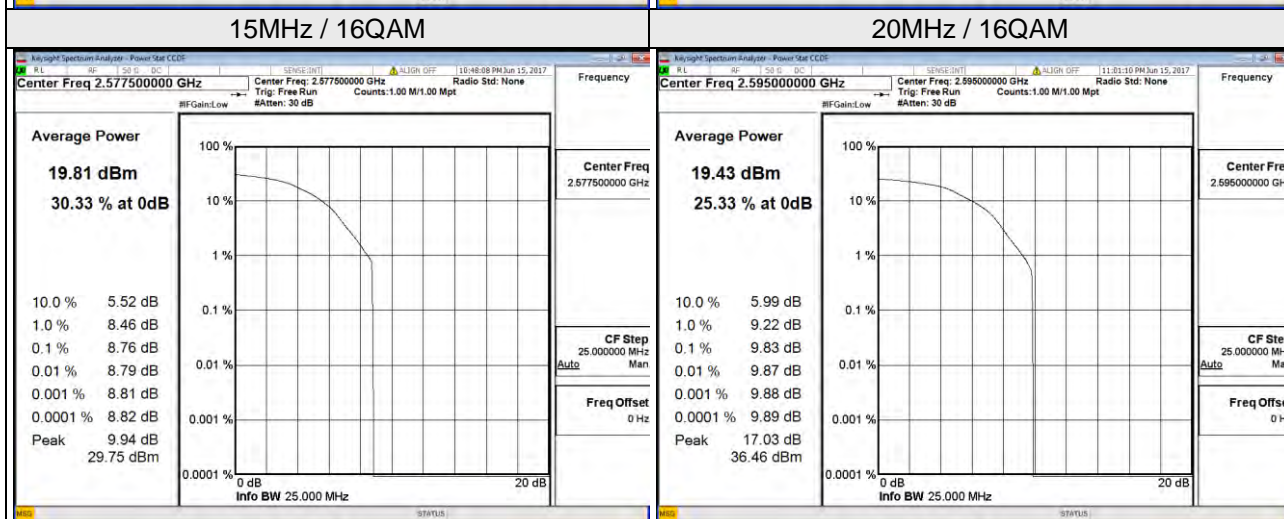 15MHz / 16QAM
Keysight Spectrum Analyzer - Power Stat CCDF
RL RF 50 Ω DC SENSE:INT ALIGN OFF 10:48:08 PM Jun 15, 2017
Center Freq 2.577500000 GHz
Center Freq: 2.577500000 GHz Radio Std: None
Trig: Free Run Counts:1.00 M/1.00 Mpt
#IFGain:Low #Atten: 30 dB
Frequency
Average Power
19.81 dBm
30.33 % at 0dB
10.0 % 5.52 dB
1.0 % 8.46 dB
0.1 % 8.76 dB
0.01 % 8.79 dB
0.001 % 8.81 dB
0.0001 % 8.82 dB
Peak 9.94 dB
29.75 dBm
100 %
10 %
1 %
0.1 %
0.01 %
0.001 %
0.0001 %
0 dB 20 dB
Info BW 25.000 MHz
Center Freq
2.577500000 GHz
CF Step
25.000000 MHz
Auto Man
Freq Offset
0 Hz
MSG STATUS
20MHz / 16QAM
Keysight Spectrum Analyzer - Power Stat CCDF
RL RF 50 Ω DC SENSE:INT ALIGN OFF 11:01:10 PM Jun 15, 2017
Center Freq 2.595000000 GHz
Center Freq: 2.595000000 GHz Radio Std: None
Trig: Free Run Counts:1.00 M/1.00 Mpt
#IFGain:Low #Atten: 30 dB
Frequency
Average Power
19.43 dBm
25.33 % at 0dB
10.0 % 5.99 dB
1.0 % 9.22 dB
0.1 % 9.83 dB
0.01 % 9.87 dB
0.001 % 9.88 dB
0.0001 % 9.89 dB
Peak 17.03 dB
36.46 dBm
100 %
10 %
1 %
0.1 %
0.01 %
0.001 %
0.0001 %
0 dB 20 dB
Info BW 25.000 MHz
Center Fre
2.595000000 GH
CF Ste
25.000000 MH
Auto Ma
Freq Offse
0 H
MSG STATUS